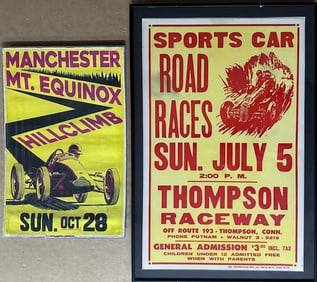 MANCHESTER
MT. EQUINOX
HILLCLIMB
SUN. OCT 28
SPORTS CAR
ROAD
RACES
SUN. JULY 5
2:00 P. M.
THOMPSON
RACEWAY
OFF ROUTE 193 - THOMPSON, CONN.
PHONE PUTNAM • WALNUT 3 - 5219
GENERAL ADMISSION $3.00 INCL. TAX
CHILDREN UNDER 12 ADMITTED FREE
WHEN WITH PARENTS